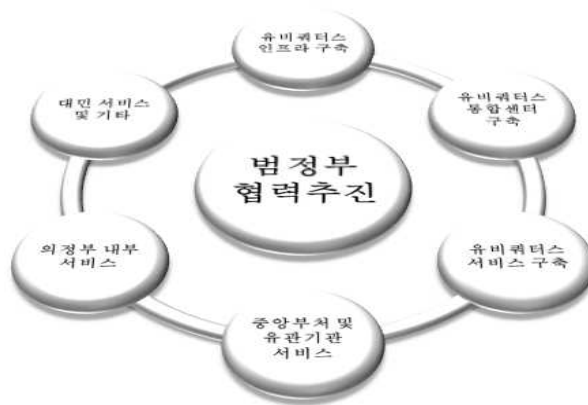 유비쿼터스
인프라 구축
대민 서비스
및 기타
유비쿼터스
통합센터
구축
범정부
협력추진
의정부 내부
서비스
유비쿼터스
서비스 구축
중앙부처 및
유관기관
서비스